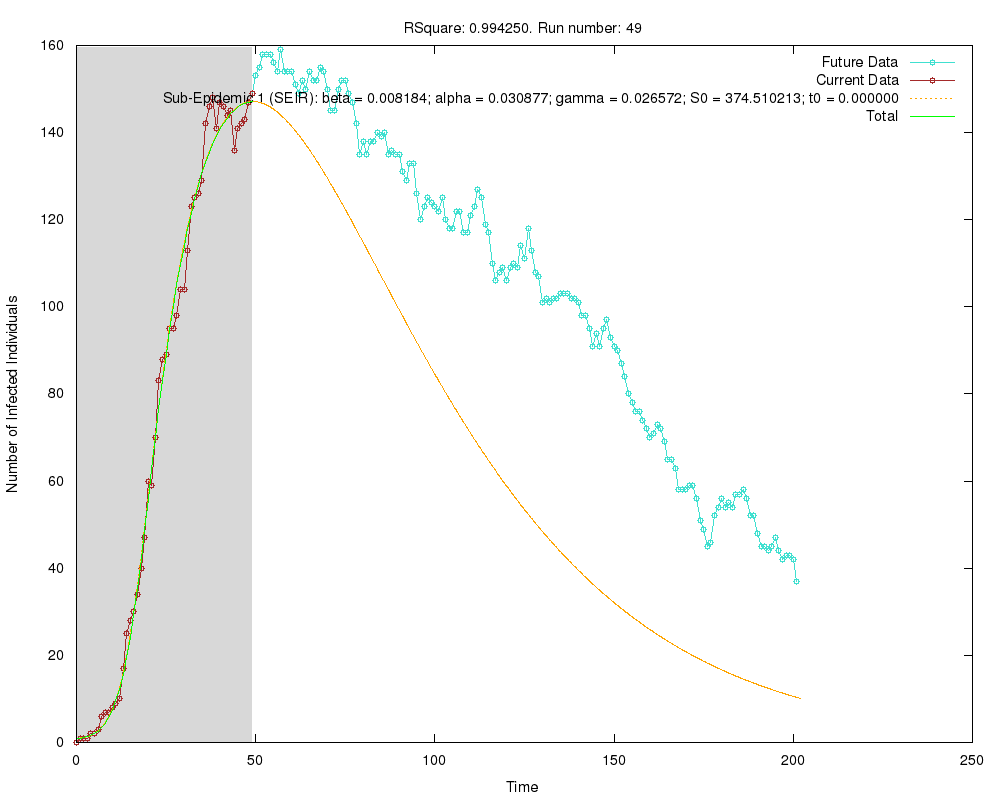 RSquare: 0.994250. Run number: 49
Number of Infected Individuals
160
140
120
100
80
60
40
20
0
Future Data
Current Data
Sub-Epidemic 1 (SEIR): beta = 0.008184; alpha = 0.030877; gamma = 0.026572; S0 = 374.510213; t0 = 0.000000
Total
0 50 100 150 200 250
Time